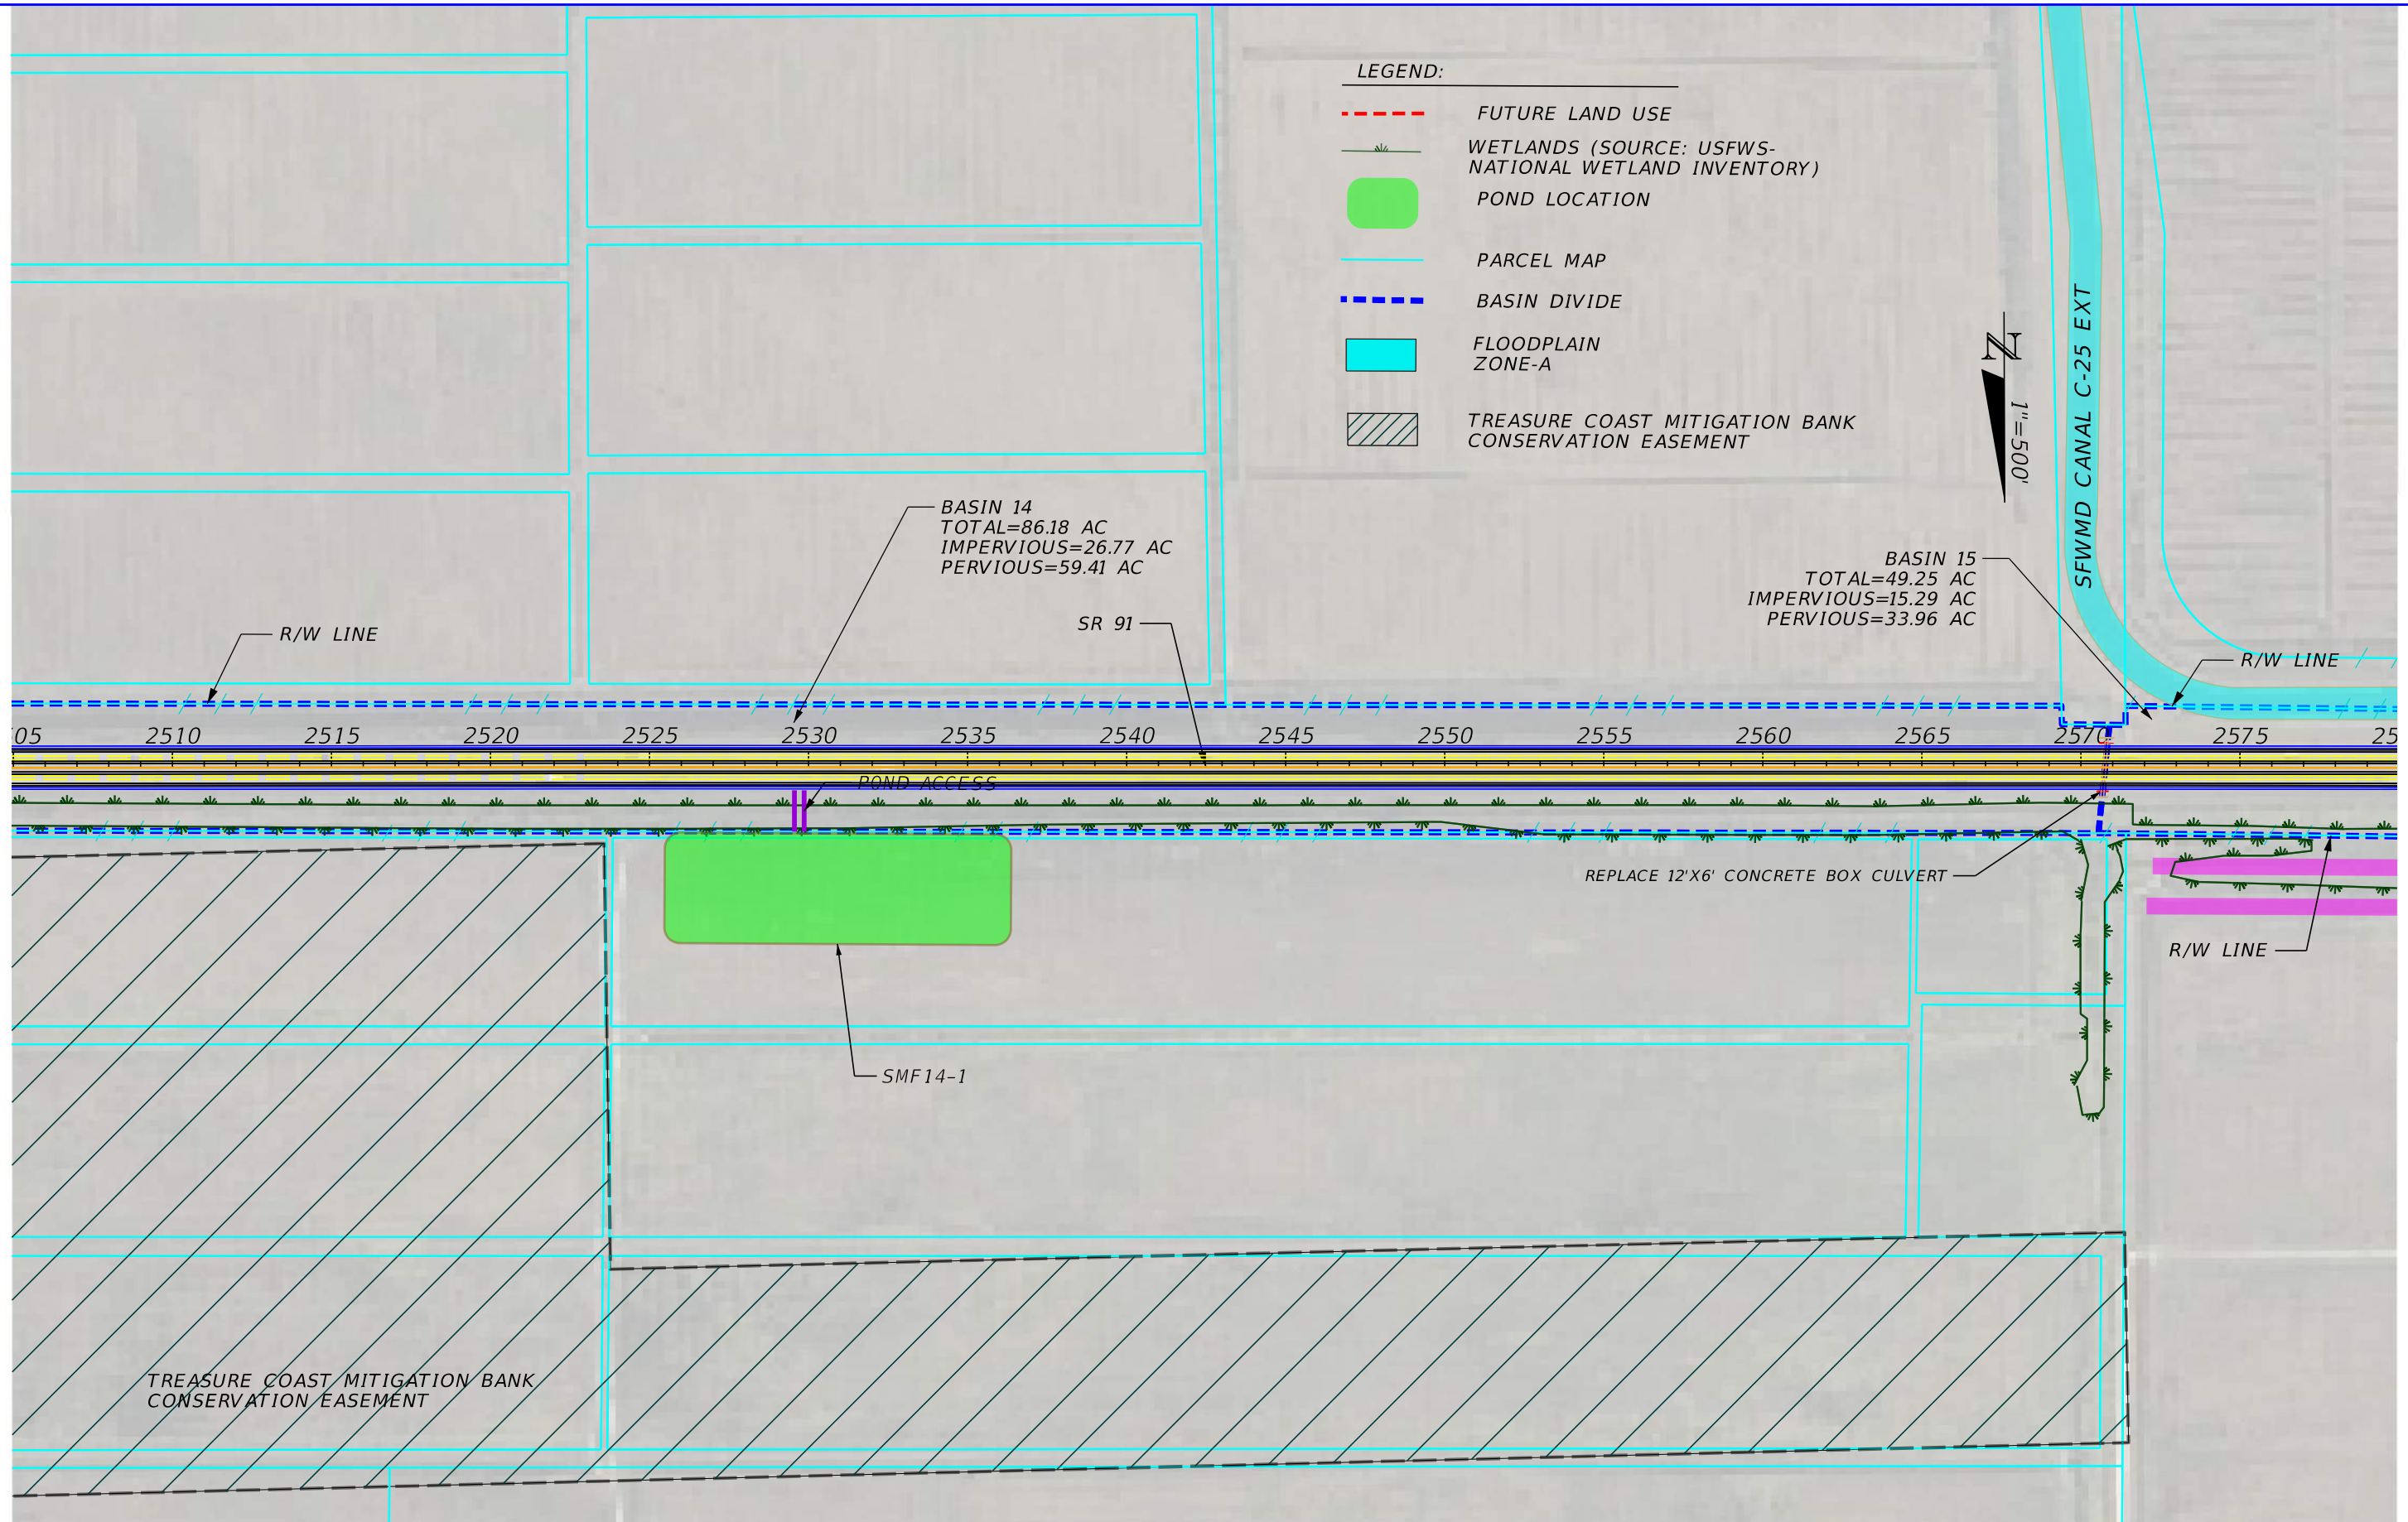 LEGEND:
FUTURE LAND USE
WETLANDS (SOURCE: USFWS-
NATIONAL WETLAND INVENTORY)
POND LOCATION
PARCEL MAP
BASIN DIVIDE
FLOODPLAIN
ZONE-A
TREASURE COAST MITIGATION BANK
CONSERVATION EASEMENT
N
1"=500'
SFWMD CANAL C-25 EXT
BASIN 14
TOTAL=86.18 AC
IMPERVIOUS=26.77 AC
PERVIOUS=59.41 AC
BASIN 15
TOTAL=49.25 AC
IMPERVIOUS=15.29 AC
PERVIOUS=33.96 AC
SR 91
R/W LINE
R/W LINE
05 2510 2515 2520 2525 2530 2535 2540 2545 2550 2555 2560 2565 2570 2575 25
POND ACCESS
REPLACE 12'X6' CONCRETE BOX CULVERT
R/W LINE
SMF14-1
TREASURE COAST MITIGATION BANK
CONSERVATION EASEMENT